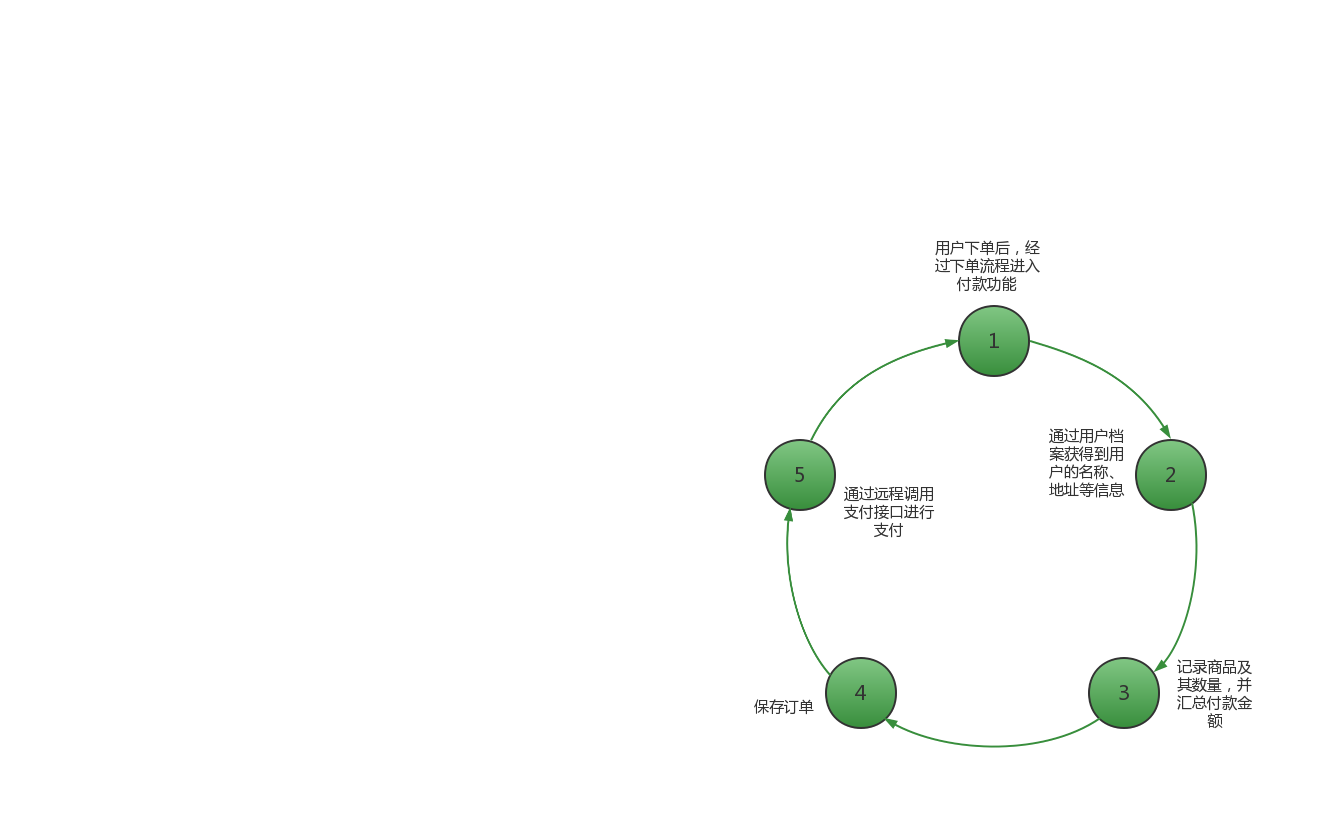 用户下单后，经
过下单流程进入
付款功能
1
通过用户档
案获得到用
户的名称、
地址等信息
2
记录商品及
其数量，并
汇总付款金
额
3
保存订单
4
通过远程调用
支付接口进行
支付
5